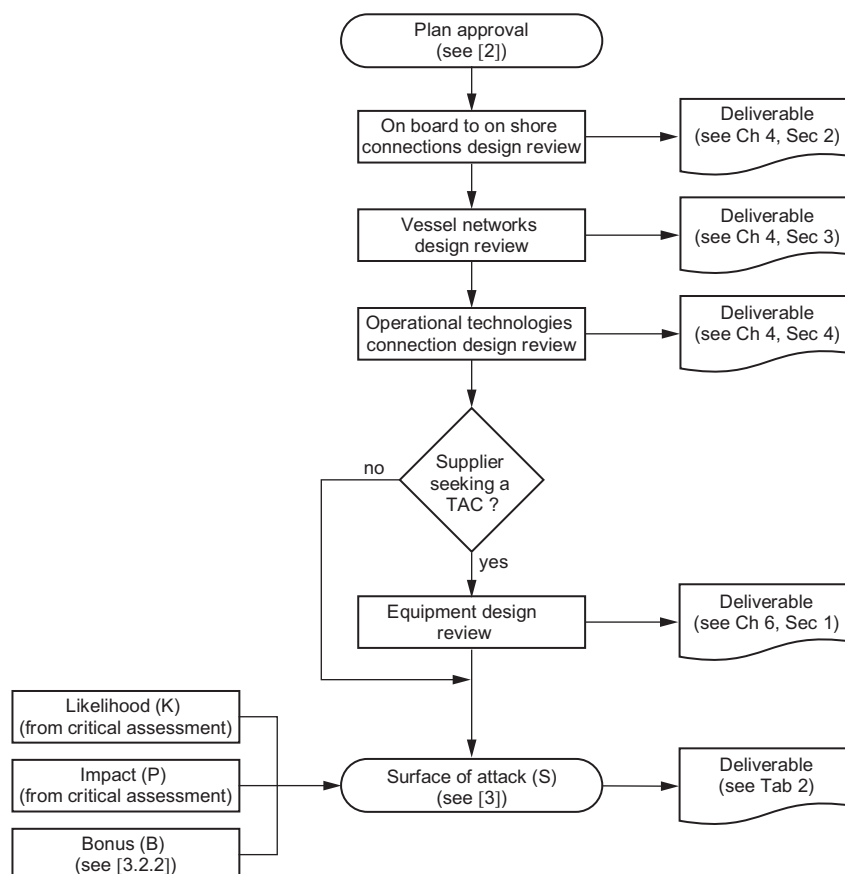 Plan approval
(see [2])
On board to on shore
connections design review
Deliverable
(see Ch 4, Sec 2)
Vessel networks
design review
Deliverable
(see Ch 4, Sec 3)
Operational technologies
connection design review
Deliverable
(see Ch 4, Sec 4)
no
Supplier
seeking a
TAC ?
yes
Equipment design
review
Deliverable
(see Ch 6, Sec 1)
Likelihood (K)
(from critical assessment)
Impact (P)
(from critical assessment)
Surface of attack (S)
(see [3])
Deliverable
(see Tab 2)
Bonus (B)
(see [3.2.2])